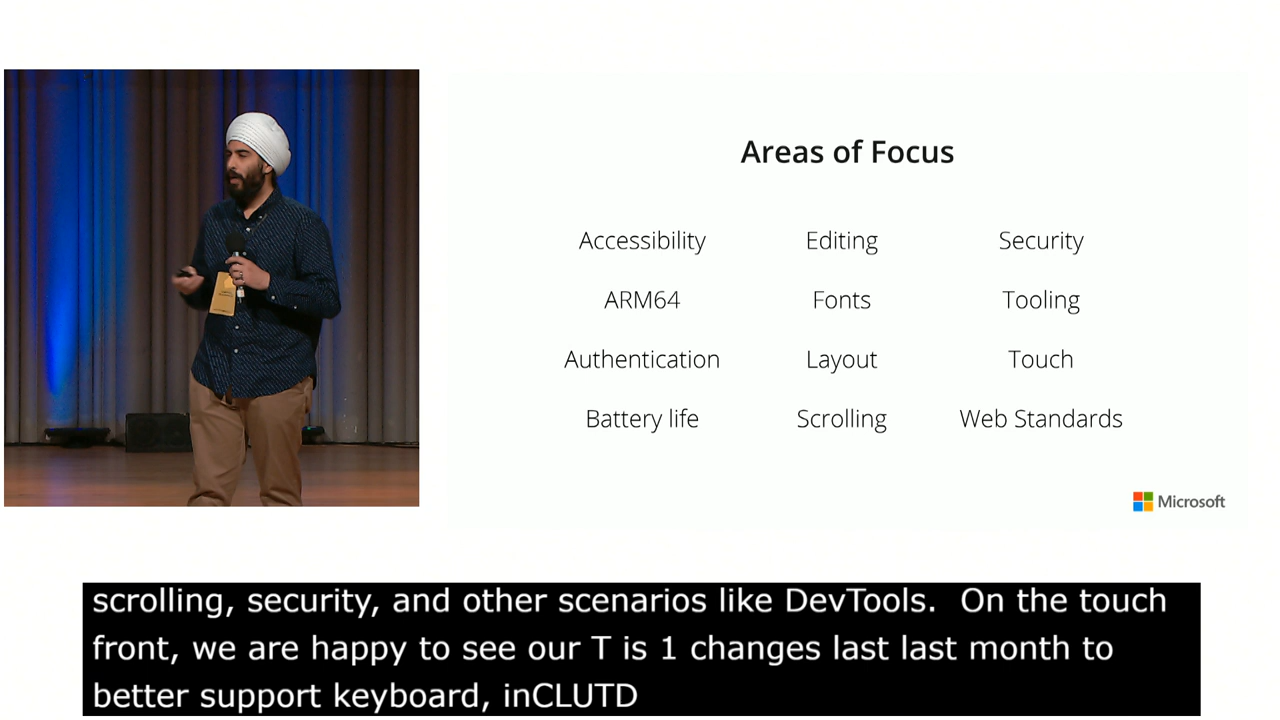 Areas of Focus
Accessibility Editing Security
ARM64 Fonts Tooling
Authentication Layout Touch
Battery life Scrolling Web Standards
Microsoft
scrolling, security, and other scenarios like DevTools.  On the touch
front, we are happy to see our T is 1 changes last last month to
better support keyboard, inCLUTD